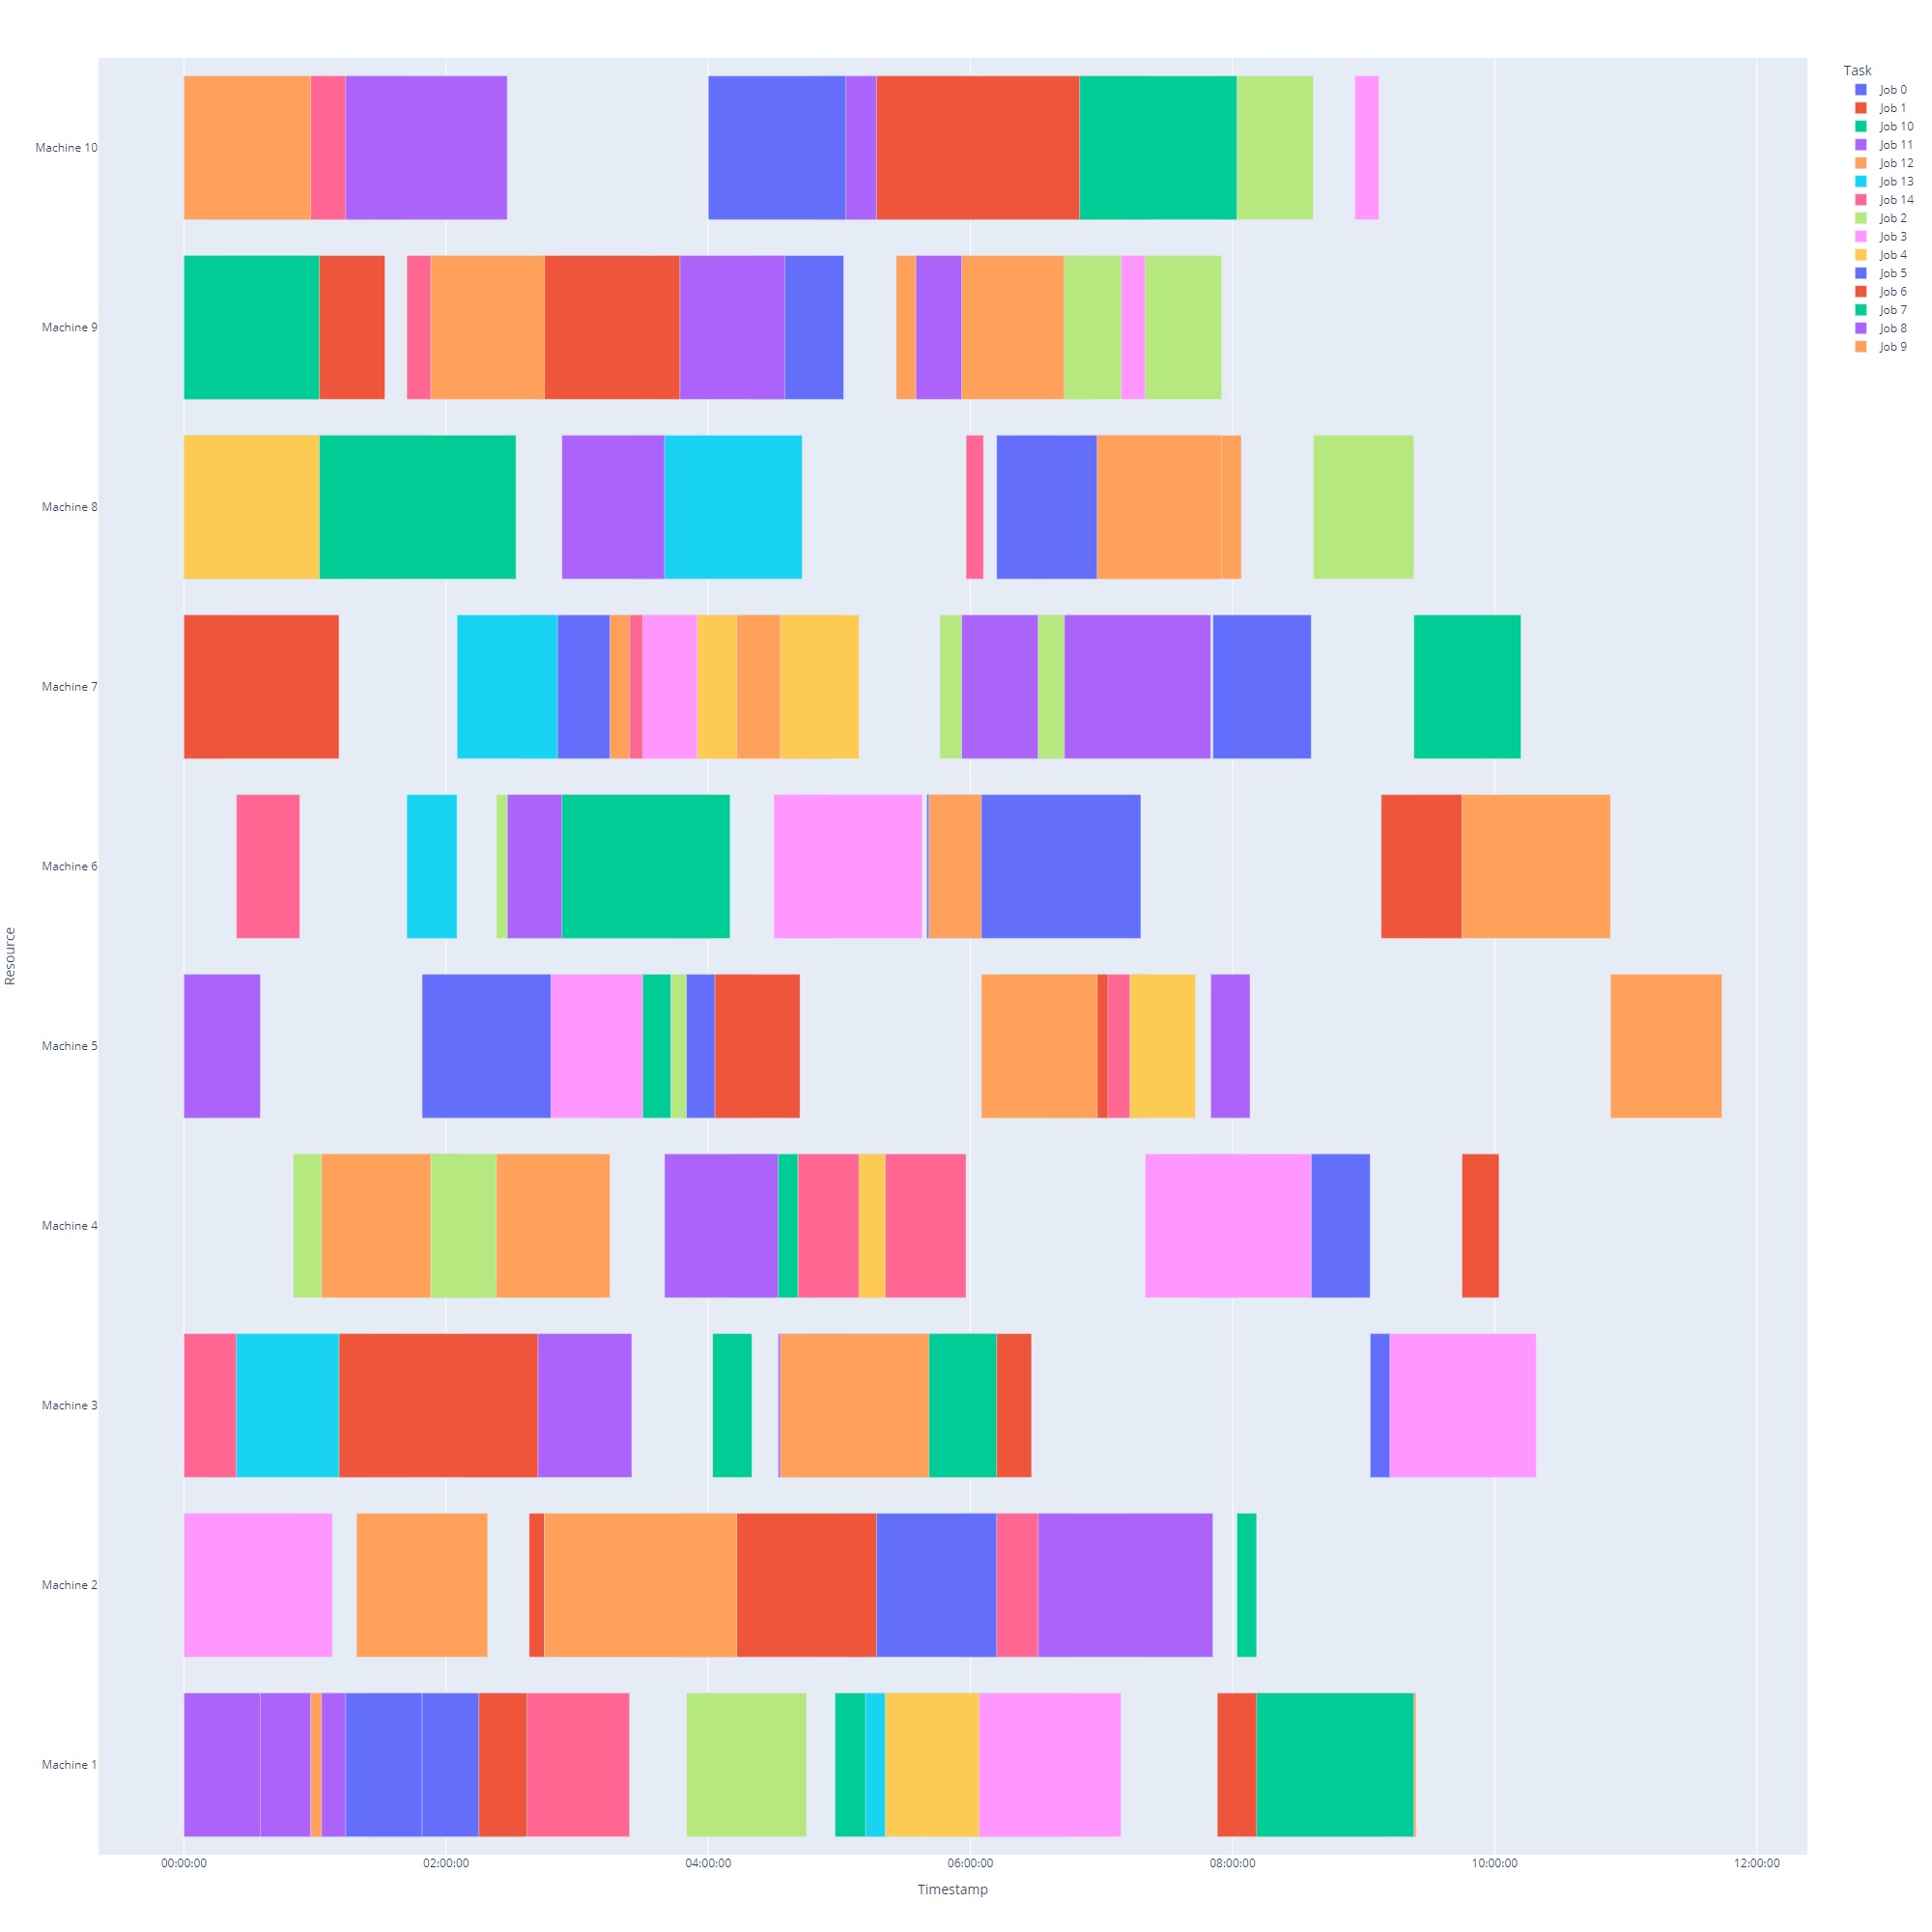 Task
Job 0
Job 1
Job 10
Job 11
Job 12
Job 13
Job 14
Job 2
Job 3
Job 4
Job 5
Job 6
Job 7
Job 8
Job 9
Resource
Machine 10
Machine 9
Machine 8
Machine 7
Machine 6
Machine 5
Machine 4
Machine 3
Machine 2
Machine 1
00:00:00 02:00:00 04:00:00 06:00:00 08:00:00 10:00:00 12:00:00
Timestamp